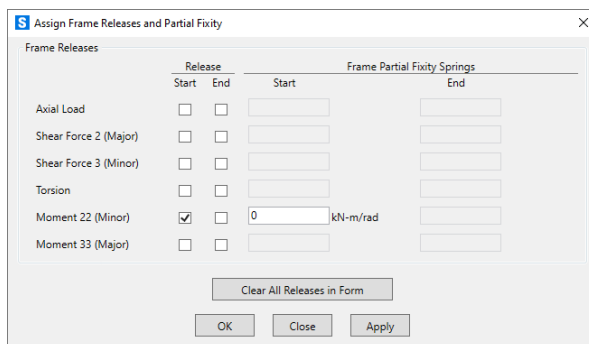 S Assign Frame Releases and Partial Fixity
Frame Releases
Release Frame Partial Fixity Springs
Start End Start End
Axial Load
Shear Force 2 (Major)
Shear Force 3 (Minor)
Torsion
Moment 22 (Minor) 0 kN-m/rad
Moment 33 (Major)
Clear All Releases in Form
OK Close Apply